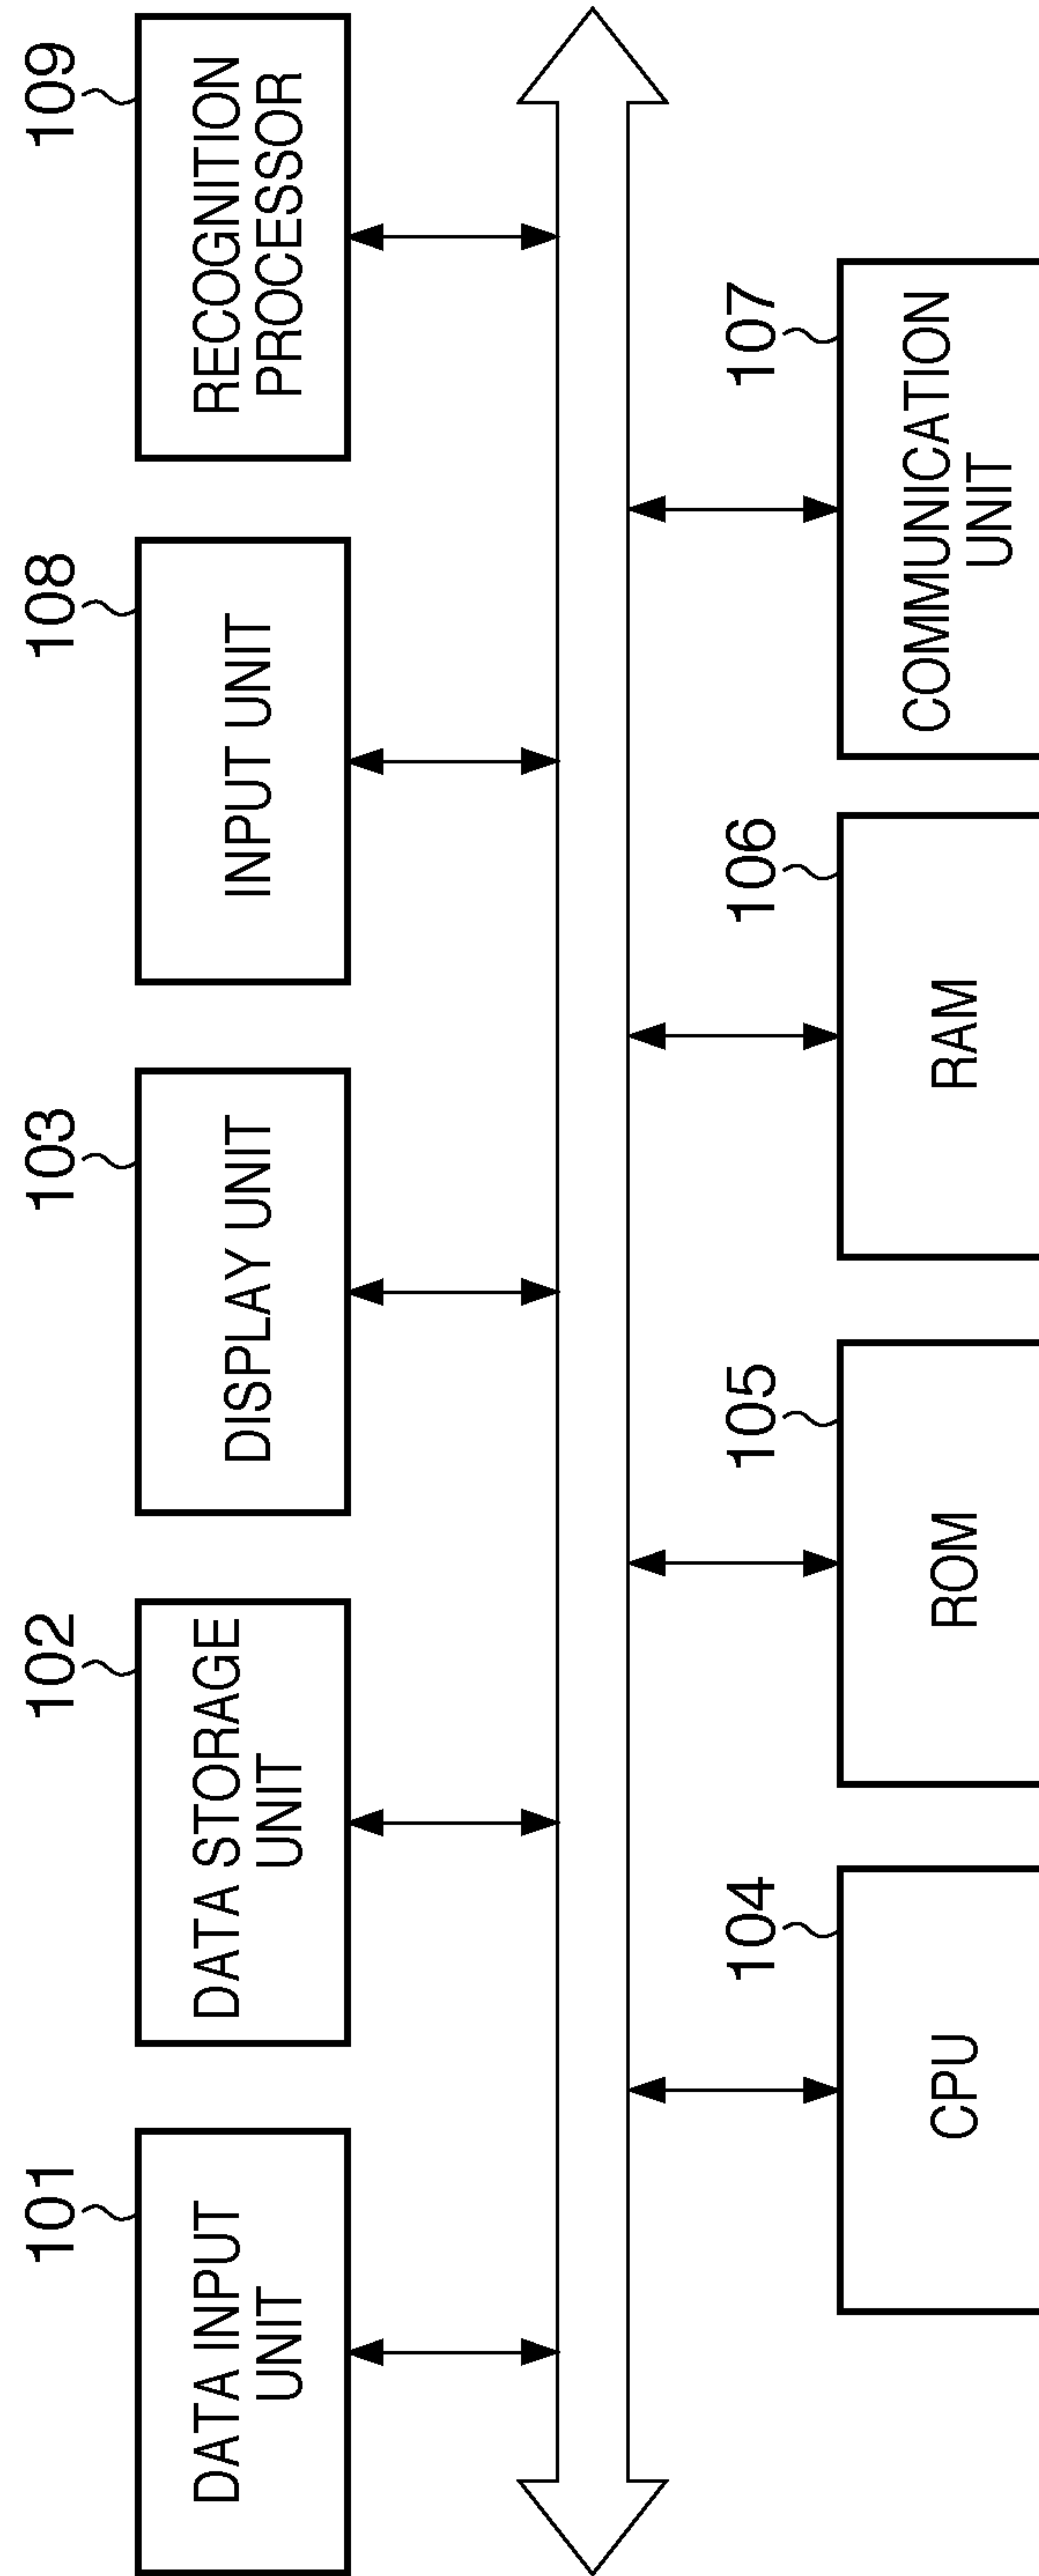 101
DATA INPUT
UNIT
102
DATA STORAGE
UNIT
103
DISPLAY UNIT
108
INPUT UNIT
109
RECOGNITION
PROCESSOR
104
CPU
105
ROM
106
RAM
107
COMMUNICATION
UNIT